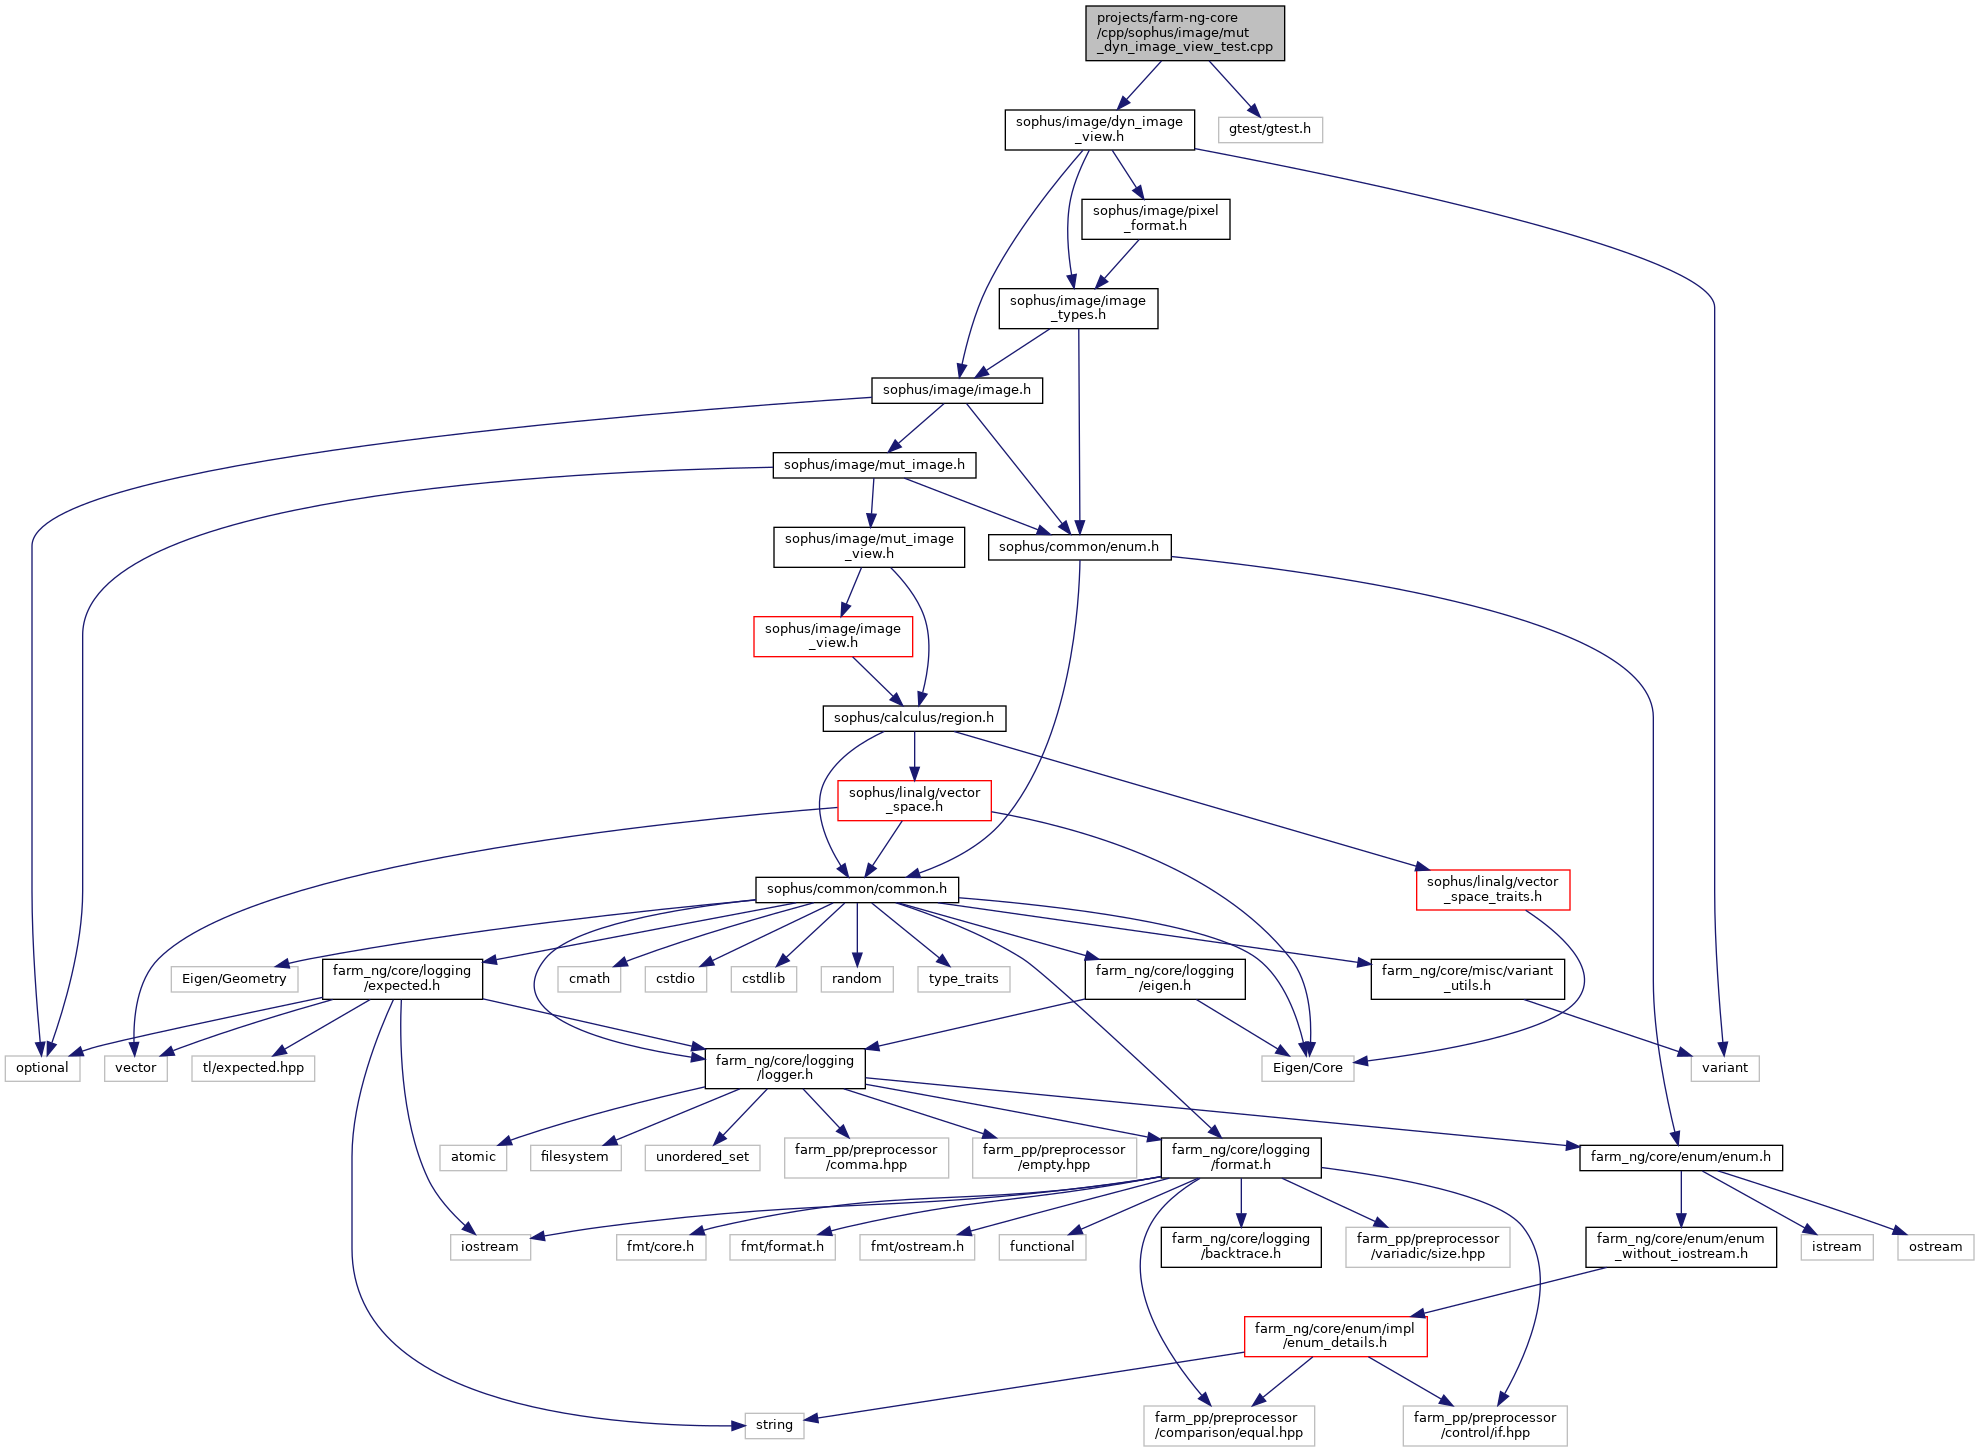 projects/farm-ng-core
/cpp/sophus/image/mut
_dyn_image_view_test.cpp
sophus/image/dyn_image
_view.h
gtest/gtest.h
sophus/image/pixel
_format.h
sophus/image/image
_types.h
sophus/image/image.h
sophus/image/mut_image.h
sophus/image/mut_image
_view.h
sophus/common/enum.h
sophus/image/image
_view.h
sophus/calculus/region.h
sophus/linalg/vector
_space.h
sophus/common/common.h
sophus/linalg/vector
_space_traits.h
Eigen/Geometry
farm_ng/core/logging
/expected.h
cmath
cstdio
cstdlib
random
type_traits
farm_ng/core/logging
/eigen.h
farm_ng/core/misc/variant
_utils.h
optional
vector
tl/expected.hpp
farm_ng/core/logging
/logger.h
Eigen/Core
variant
atomic
filesystem
unordered_set
farm_pp/preprocessor
/comma.hpp
farm_pp/preprocessor
/empty.hpp
farm_ng/core/logging
/format.h
farm_ng/core/enum/enum.h
iostream
fmt/core.h
fmt/format.h
fmt/ostream.h
functional
farm_ng/core/logging
/backtrace.h
farm_pp/preprocessor
/variadic/size.hpp
farm_ng/core/enum/enum
_without_iostream.h
istream
ostream
farm_ng/core/enum/impl
/enum_details.h
string
farm_pp/preprocessor
/comparison/equal.hpp
farm_pp/preprocessor
/control/if.hpp